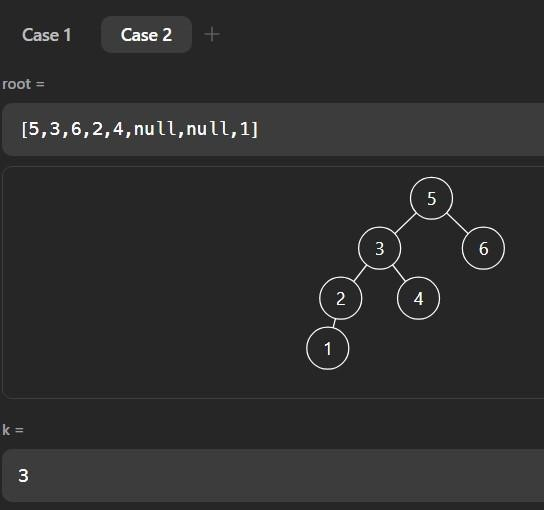 Case 1 Case 2 +
root =
[5,3,6,2,4,null,null,1]
5
3 6
2 4
1
k =
3